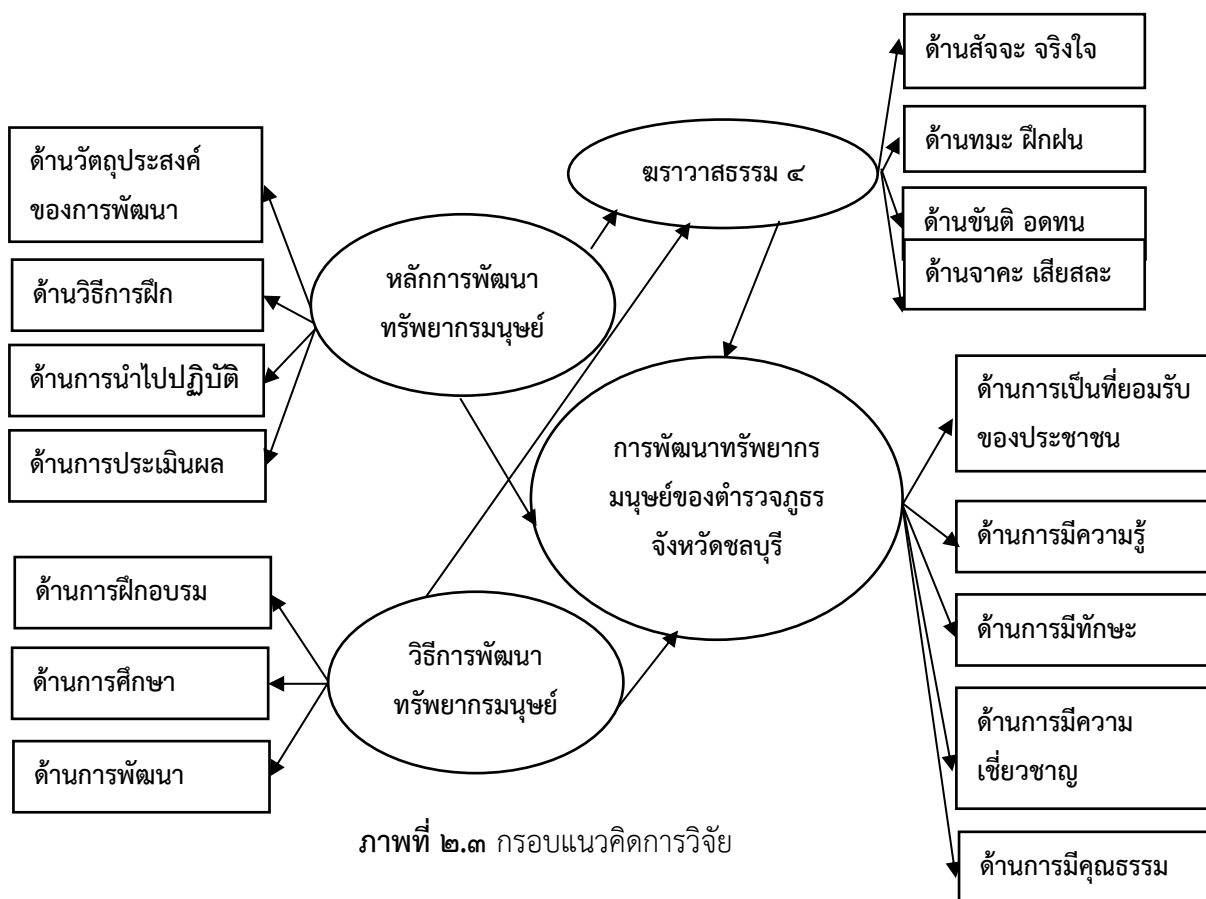 ด้านสัจจะ จริงใจ
ด้านทมะ ฝึกฝน
ด้านขันติ อดทน
ด้านจาคะ เสียสละ
ฆราวาสธรรม ๔
ด้านวัตถุประสงค์
ของการพัฒนา
ด้านวิธีการฝึก
ด้านการนำไปปฏิบัติ
ด้านการประเมินผล
หลักการพัฒนา
ทรัพยากรมนุษย์
การพัฒนาทรัพยากร
มนุษย์ของตำรวจภูธร
จังหวัดชลบุรี
ด้านการเป็นที่ยอมรับ
ของประชาชน
ด้านการมีความรู้
ด้านการมีทักษะ
ด้านการมีความ
เชี่ยวชาญ
ด้านการมีคุณธรรม
ด้านการฝึกอบรม
ด้านการศึกษา
ด้านการพัฒนา
วิธีการพัฒนา
ทรัพยากรมนุษย์
ภาพที่ ๒.๓ กรอบแนวคิดการวิจัย